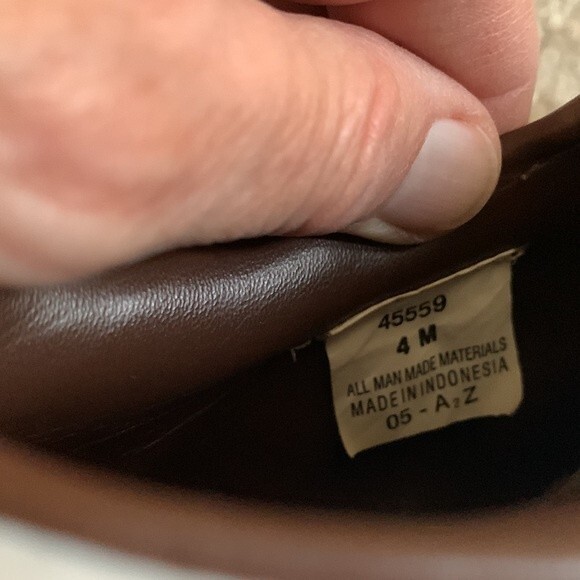 45559
4 M
ALL MAN MADE MATERIALS
MADE IN INDONESIA
05 - A₂Z